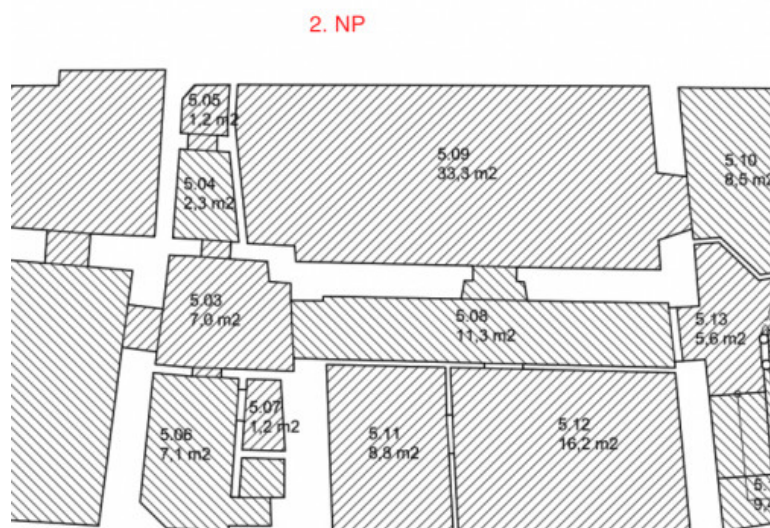 2. NP
5.05
1,2 m2
5.04
2,3 m2
5.09
33,3 m2
5.10
8,5 m2
5.03
7,0 m2
5.08
11,3 m2
5.13
5,6 m2
5.07
1,2 m2
5.06
7,1 m2
5.11
8,8 m2
5.12
16,2 m2